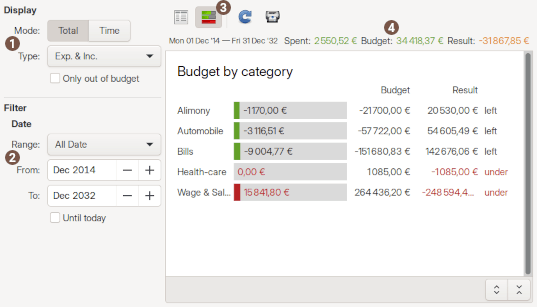 Display
Mode: Total Time
1
Type: Exp. & Inc.
Only out of budget
Filter
Date
Range: All Date
2
From: Dec 2014
To: Dec 2032
Until today
3
4
Mon 01 Dec '14 — Fri 31 Dec '32 Spent: 2 550,52 € Budget: 34 418,37 € Result: -31 867,85 €
Budget by category
Budget Result
Alimony -1 170,00 € -21 700,00 € 20 530,00 € left
Automobile -3 116,51 € -57 722,00 € 54 605,49 € left
Bills -9 004,77 € -151 680,83 € 142 676,06 € left
Health-care 0,00 € 1 085,00 € -1 085,00 € under
Wage & Sal... 15 841,80 € 264 436,20 € -248 594,4... under